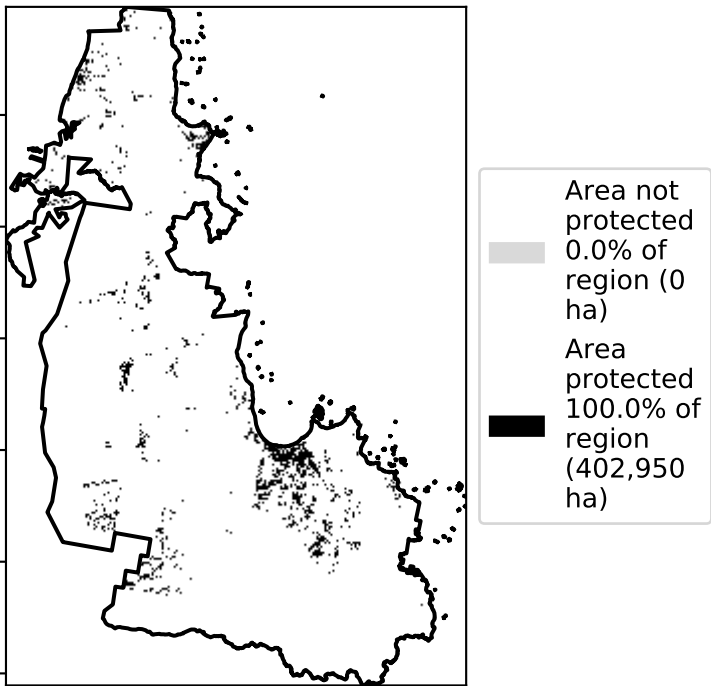 Area not
protected
0.0% of
region (0
ha)
Area
protected
100.0% of
region
(402,950
ha)